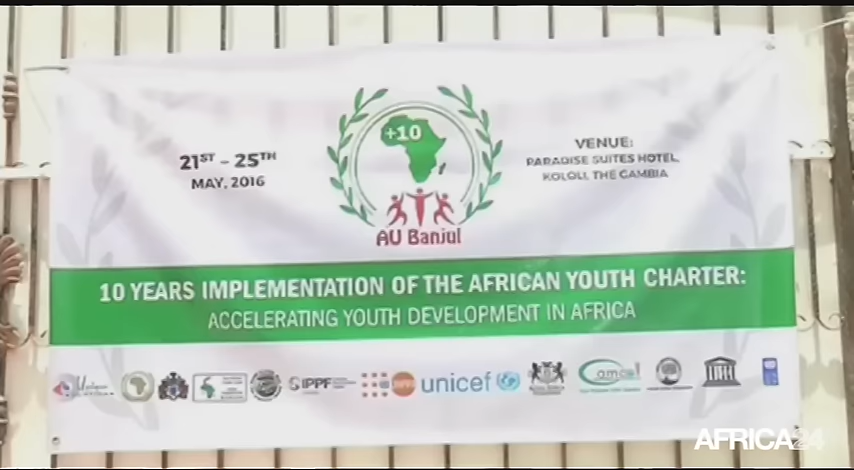 +10
21ST - 25TH
MAY, 2016
VENUE:
PARADISE SUITES HOTEL,
KOLOLI, THE GAMBIA
AU Banjul
10 YEARS IMPLEMENTATION OF THE AFRICAN YOUTH CHARTER:
ACCELERATING YOUTH DEVELOPMENT IN AFRICA
IPPF
unicef
Gamcel
AFRICA24